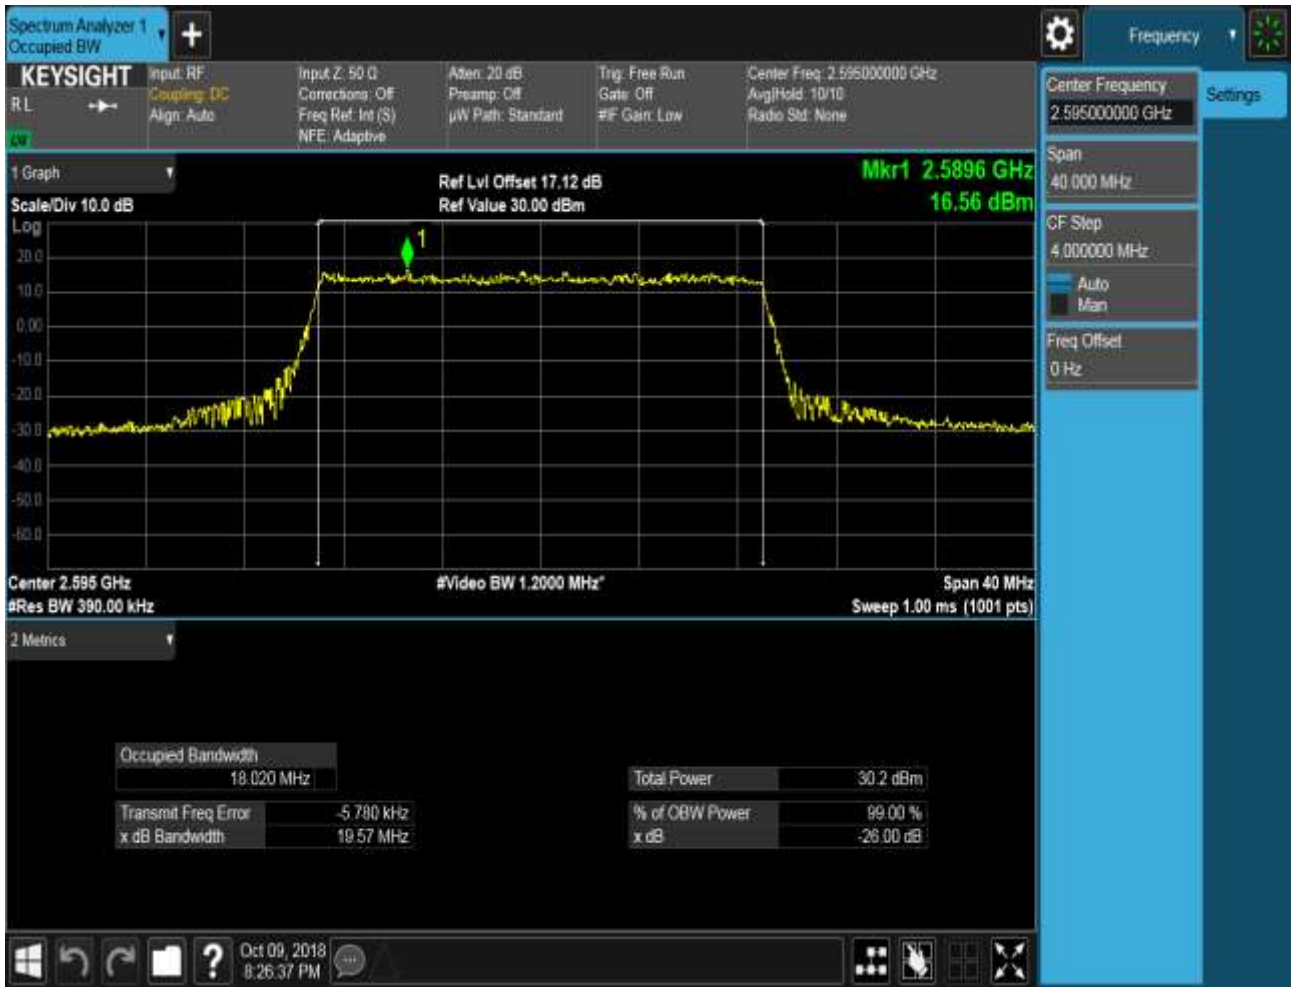 Spectrum Analyzer 1
Occupied BW
Frequency
KEYSIGHT
R L
Input: RF
Coupling: DC
Align: Auto
Input Z: 50 Ω
Corrections: Off
Freq Ref: Int (S)
NFE: Adaptive
Atten: 20 dB
Preamp: Off
µW Path: Standard
Trig: Free Run
Gate: Off
#IF Gain: Low
Center Freq: 2.595000000 GHz
Avg|Hold: 10/10
Radio Std: None
Center Frequency
2.595000000 GHz
Settings
Span
40.000 MHz
CF Step
4.000000 MHz
Auto
Man
Freq Offset
0 Hz
1 Graph
Scale/Div 10.0 dB
Ref Lvl Offset 17.12 dB
Ref Value 30.00 dBm
Mkr1 2.5896 GHz
16.56 dBm
Log
20.0
10.0
0.00
-10.0
-20.0
-30.0
-40.0
-50.0
-60.0
1
Center 2.595 GHz
#Res BW 390.00 kHz
#Video BW 1.2000 MHz*
Span 40 MHz
Sweep 1.00 ms (1001 pts)
2 Metrics
Occupied Bandwidth
18.020 MHz
Transmit Freq Error -5.780 kHz
x dB Bandwidth 19.57 MHz
Total Power 30.2 dBm
% of OBW Power 99.00 %
x dB -26.00 dB
?
Oct 09, 2018
8:26:37 PM